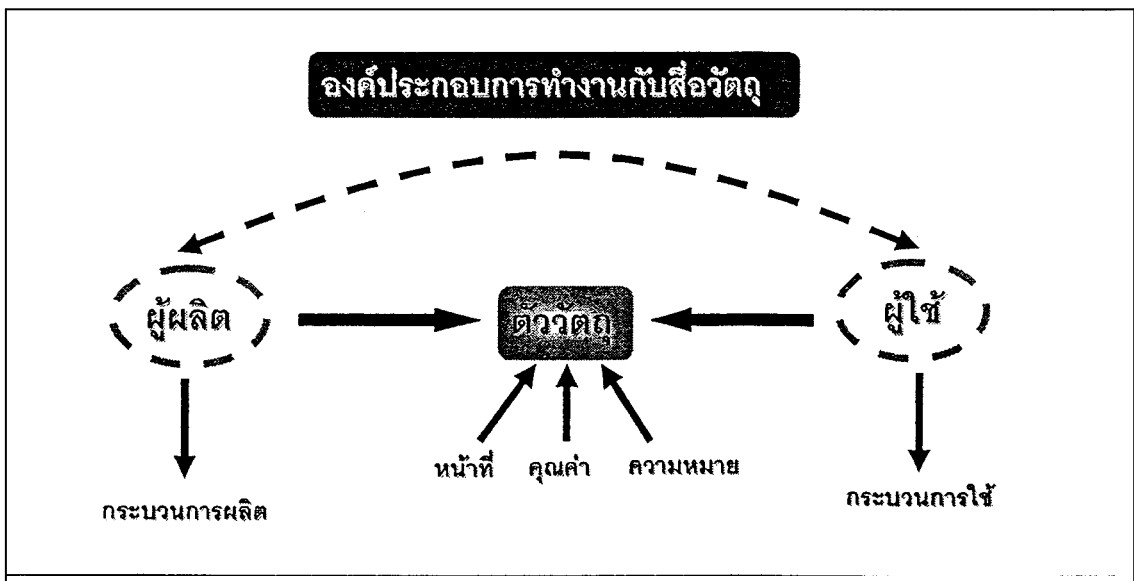 องค์ประกอบการทำงานกับสื่อวัตถุ
ผู้ผลิต
ตัววัตถุ
ผู้ใช้
หน้าที่ คุณค่า ความหมาย
กระบวนการผลิต
กระบวนการใช้